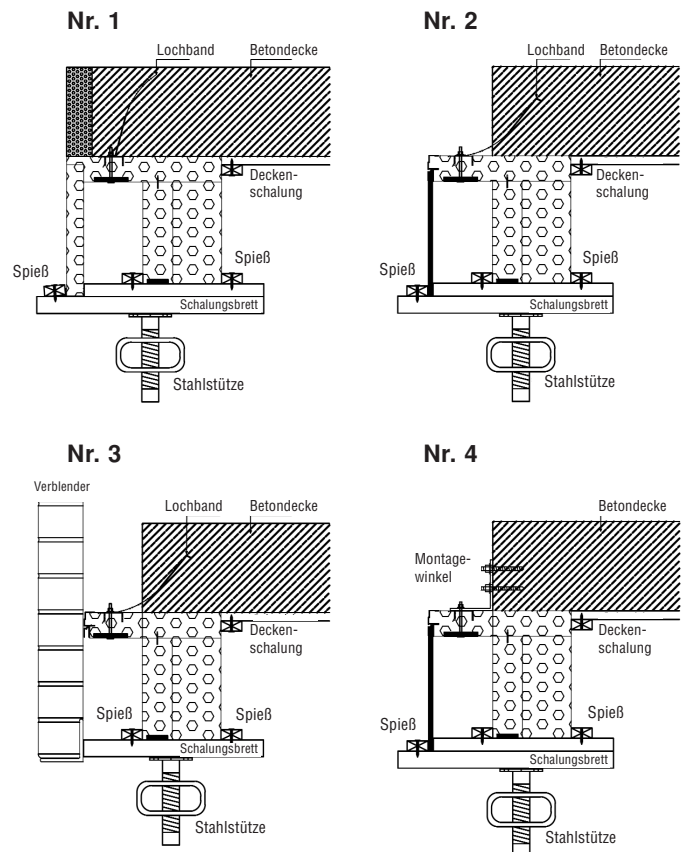 Nr. 1
Lochband
Betondecke
Decken-
schalung
Spieß
Spieß
Schalungsbrett
Stahlstütze
Nr. 2
Lochband
Betondecke
Decken-
schalung
Spieß
Spieß
Schalungsbrett
Stahlstütze
Nr. 3
Verblender
Lochband
Betondecke
Decken-
schalung
Spieß
Spieß
Schalungsbrett
Stahlstütze
Nr. 4
Betondecke
Montage-
winkel
Decken-
schalung
Spieß
Spieß
Schalungsbrett
Stahlstütze